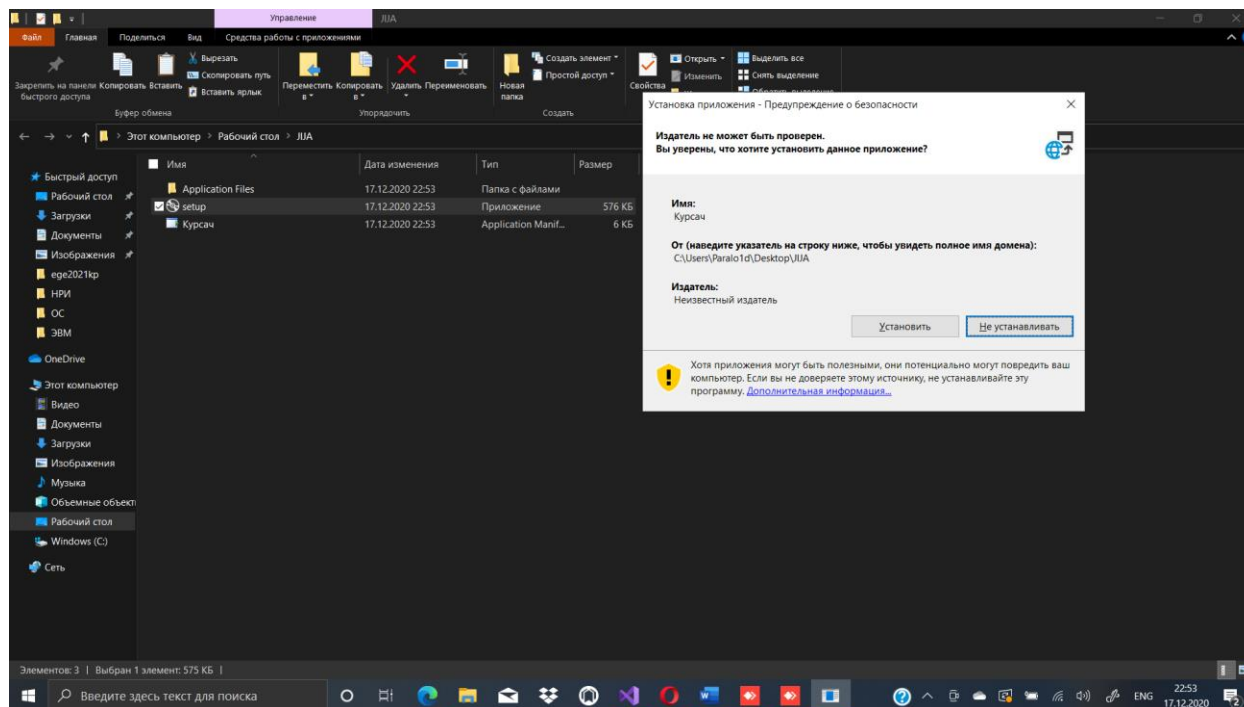 Управление
JIJA
Файл
Главная
Поделиться
Вид
Средства работы с приложениями
Закрепить на панели быстрого доступа
Копировать
Вставить
Вырезать
Скопировать путь
Вставить ярлык
Переместить в
Копировать в
Удалить
Переименовать
Новая папка
Создать элемент
Простой доступ
Свойства
Открыть
Изменить
Выделить все
Снять выделение
Буфер обмена
Упорядочить
Создать
Этот компьютер > Рабочий стол > JIJA
Имя
Дата изменения
Тип
Размер
Application Files
17.12.2020 22:53
Папка с файлами
setup
17.12.2020 22:53
Приложение
576 КБ
Курсач
17.12.2020 22:53
Application Manif...
6 КБ
Быстрый доступ
Рабочий стол
Загрузки
Документы
Изображения
ege2021kp
НРИ
ОС
ЭВМ
OneDrive
Этот компьютер
Видео
Документы
Загрузки
Изображения
Музыка
Объемные объект
Рабочий стол
Windows (C:)
Сеть
Установка приложения - Предупреждение о безопасности
Издатель не может быть проверен.
Вы уверены, что хотите установить данное приложение?
Имя:
Курсач
От (наведите указатель на строку ниже, чтобы увидеть полное имя домена):
C:\Users\Paralo1d\Desktop\JIJA
Издатель:
Неизвестный издатель
Установить
Не устанавливать
Хотя приложения могут быть полезными, они потенциально могут повредить ваш
компьютер. Если вы не доверяете этому источнику, не устанавливайте эту
программу. Дополнительная информация...
Элементов: 3 | Выбран 1 элемент: 575 КБ |
Введите здесь текст для поиска
ENG
22:53
17.12.2020
2